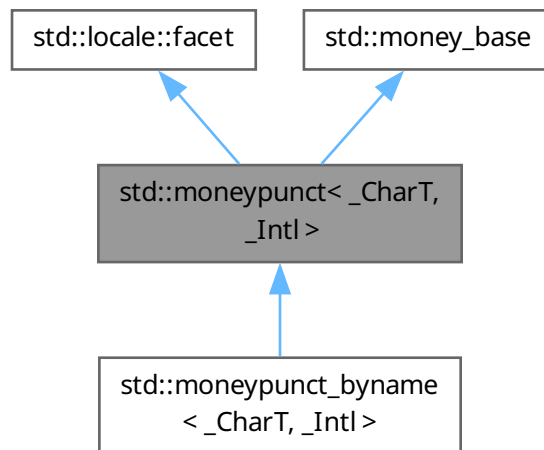 std::locale::facet
std::money_base
std::moneypunct< _CharT,
_Intl >
std::moneypunct_byname
< _CharT, _Intl >